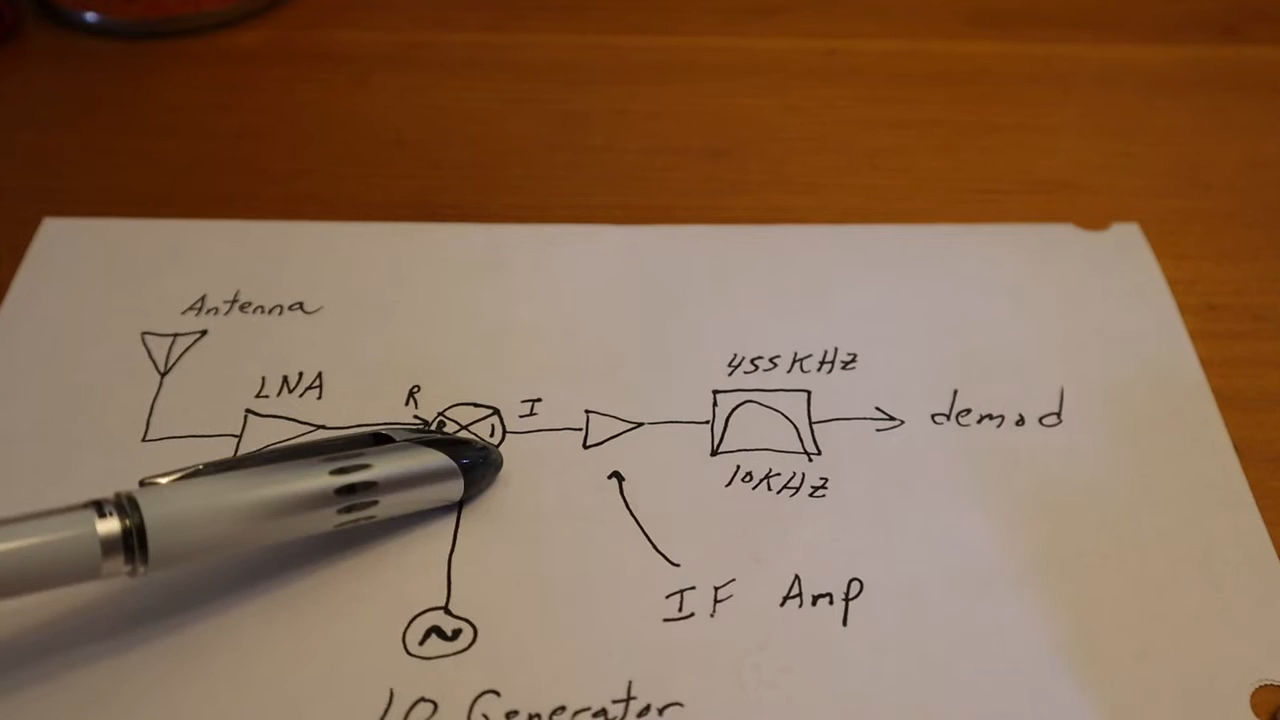 Antenna
LNA
R
I
R
I
455KHz
10KHz
demod
IF Amp
LO Generator